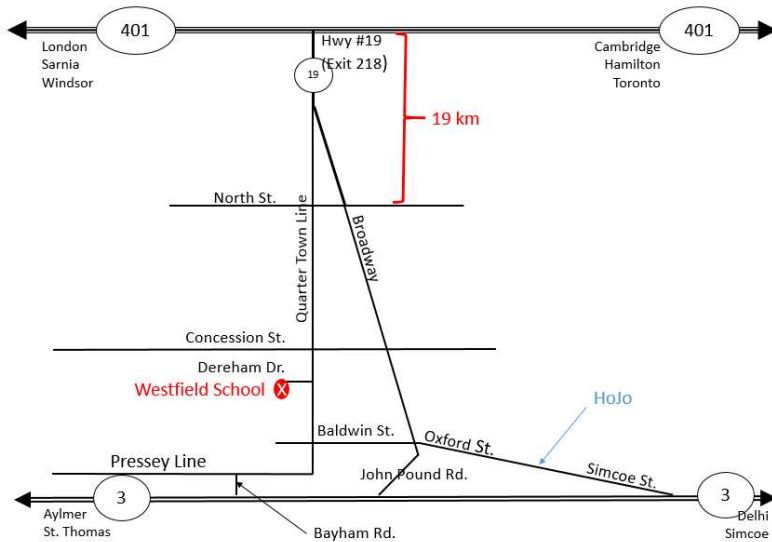 401
401
London
Sarnia
Windsor
Hwy #19
(Exit 218)
Cambridge
Hamilton
Toronto
19
19 km
North St.
Quarter Town Line
Broadway
Concession St.
Dereham Dr.
Westfield School
X
HoJo
Baldwin St.
Oxford St.
Pressey Line
John Pound Rd.
Simcoe St.
3
3
Aylmer
St. Thomas
Bayham Rd.
Delhi
Simcoe